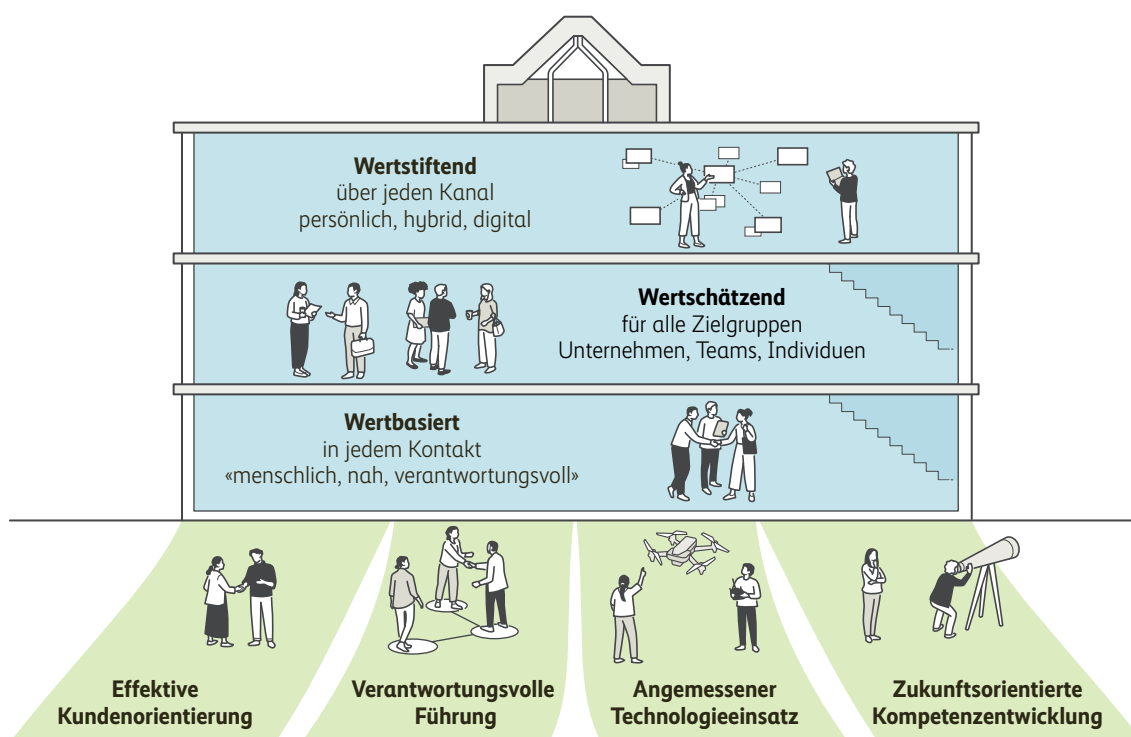 Wertstiftend
über jeden Kanal
persönlich, hybrid, digital
Wertschätzend
für alle Zielgruppen
Unternehmen, Teams, Individuen
Wertbasiert
in jedem Kontakt
«menschlich, nah, verantwortungsvoll»
Effektive
Kundenorientierung
Verantwortungsvolle
Führung
Angemessener
Technologieeinsatz
Zukunftsorientierte
Kompetenzentwicklung